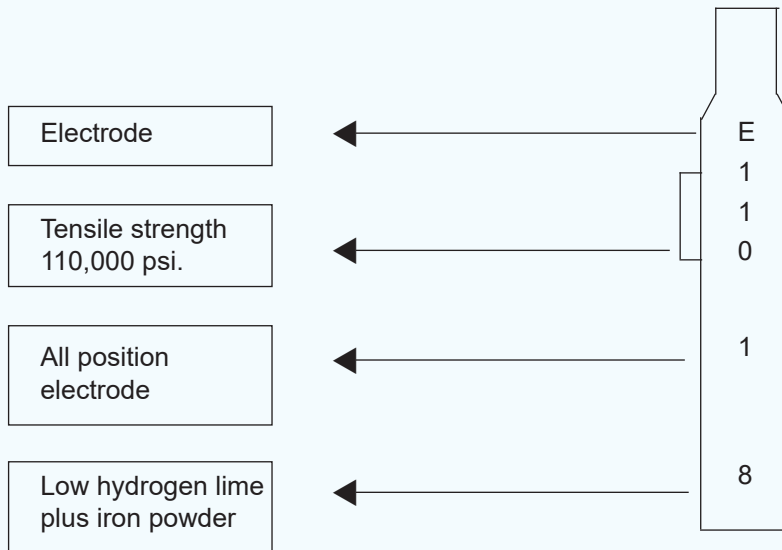 Electrode
Tensile strength
110,000 psi.
All position
electrode
Low hydrogen lime
plus iron powder
E
1
1
0
1
8